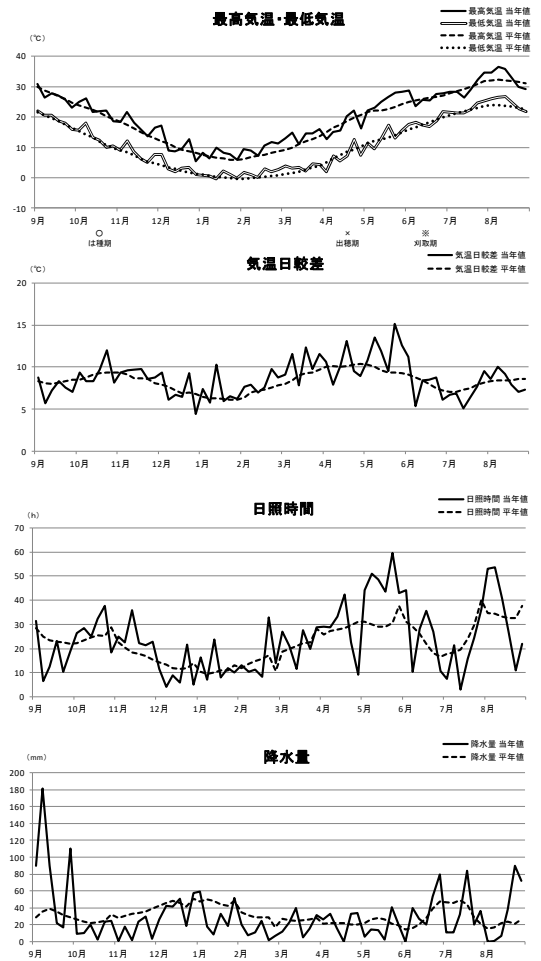 最高気温・最低気温
最高気温 当年値
最低気温 当年値
最高気温 平年値
最低気温 平年値
(℃)
40
30
20
10
0
-10
9月 10月 11月 12月 1月 2月 3月 4月 5月 6月 7月 8月
○ × ※
は種期 出穂期 刈取期
気温日較差
気温日較差 当年値
気温日較差 平年値
(℃)
20
15
10
5
0
9月 10月 11月 12月 1月 2月 3月 4月 5月 6月 7月 8月
日照時間
日照時間 当年値
日照時間 平年値
(h)
70
60
50
40
30
20
10
0
9月 10月 11月 12月 1月 2月 3月 4月 5月 6月 7月 8月
降水量
降水量 当年値
降水量 平年値
(mm)
200
180
160
140
120
100
80
60
40
20
0
9月 10月 11月 12月 1月 2月 3月 4月 5月 6月 7月 8月